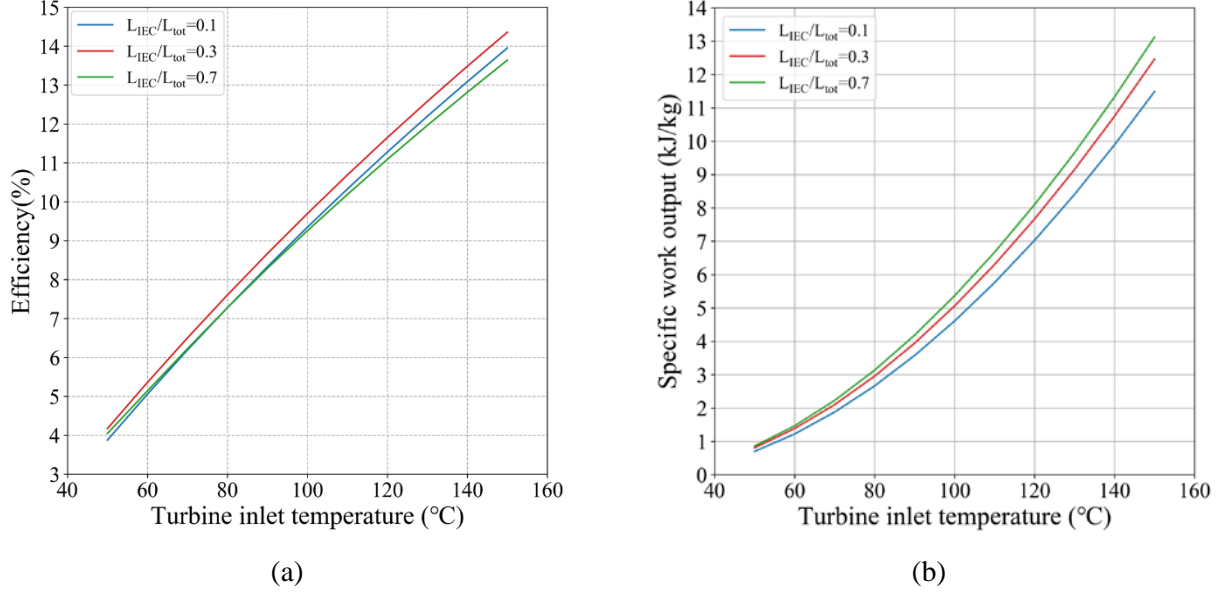 L_IEC/L_tot=0.1
L_IEC/L_tot=0.3
L_IEC/L_tot=0.7
15
14
13
12
11
10
9
8
7
6
5
4
3
Efficiency(%)
40 60 80 100 120 140 160
Turbine inlet temperature (°C)
(a)
L_IEC/L_tot=0.1
L_IEC/L_tot=0.3
L_IEC/L_tot=0.7
14
13
12
11
10
9
8
7
6
5
4
3
2
1
0
Specific work output (kJ/kg)
40 60 80 100 120 140 160
Turbine inlet temperature (°C)
(b)